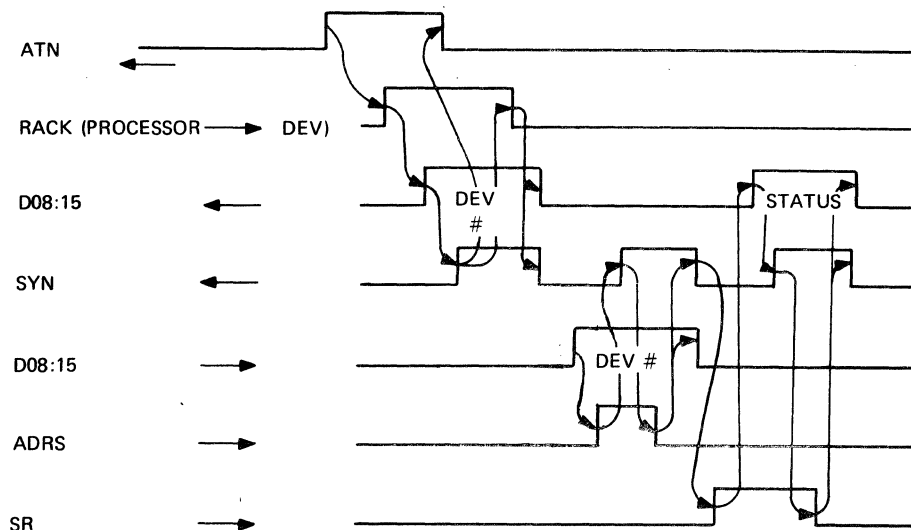 ATN
RACK (PROCESSOR DEV)
D08:15
DEV
#
STATUS
SYN
D08:15
DEV #
ADRS
SR